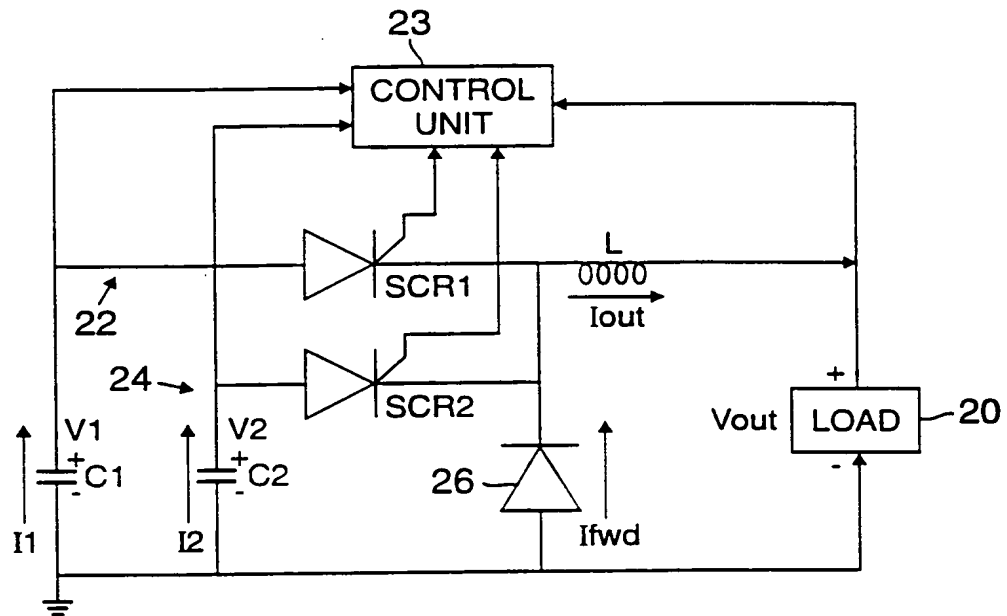 23
CONTROL
UNIT
L
SCR1
Iout
22
24
SCR2
+
Vout
LOAD
20
-
V1
+
C1
-
V2
+
C2
-
26
I1
I2
Ifwd